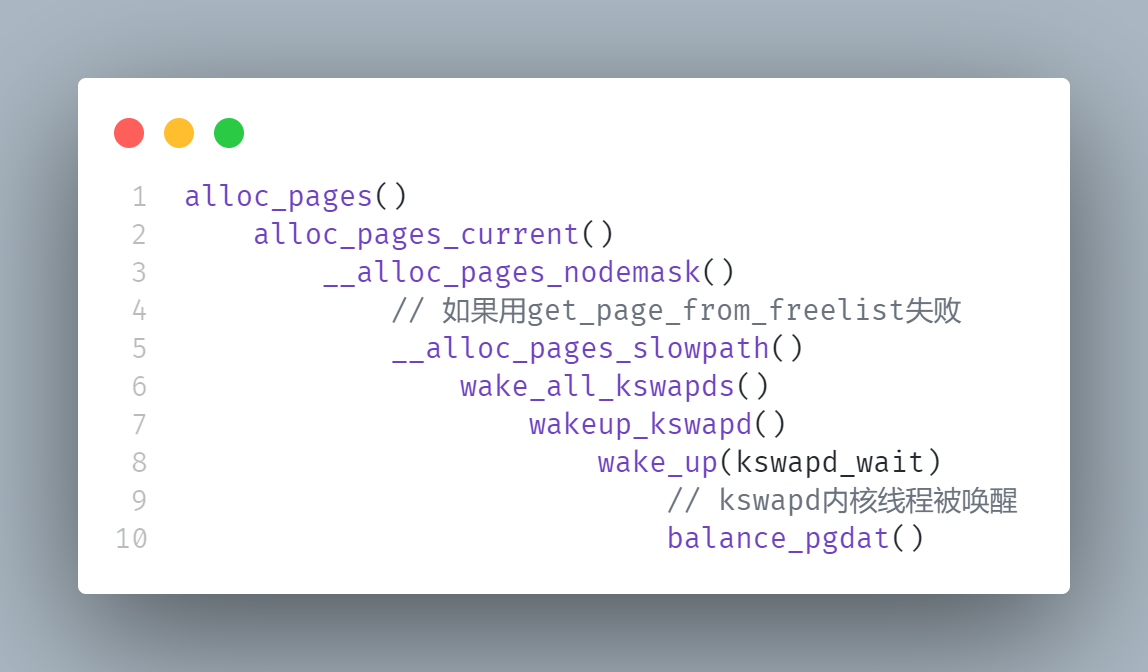 1 alloc_pages()
2     alloc_pages_current()
3         __alloc_pages_nodemask()
4             // 如果用get_page_from_freelist失败
5             __alloc_pages_slowpath()
6                 wake_all_kswapds()
7                     wakeup_kswapd()
8                         wake_up(kswapd_wait)
9                             // kswapd内核线程被唤醒
10                             balance_pgdat()